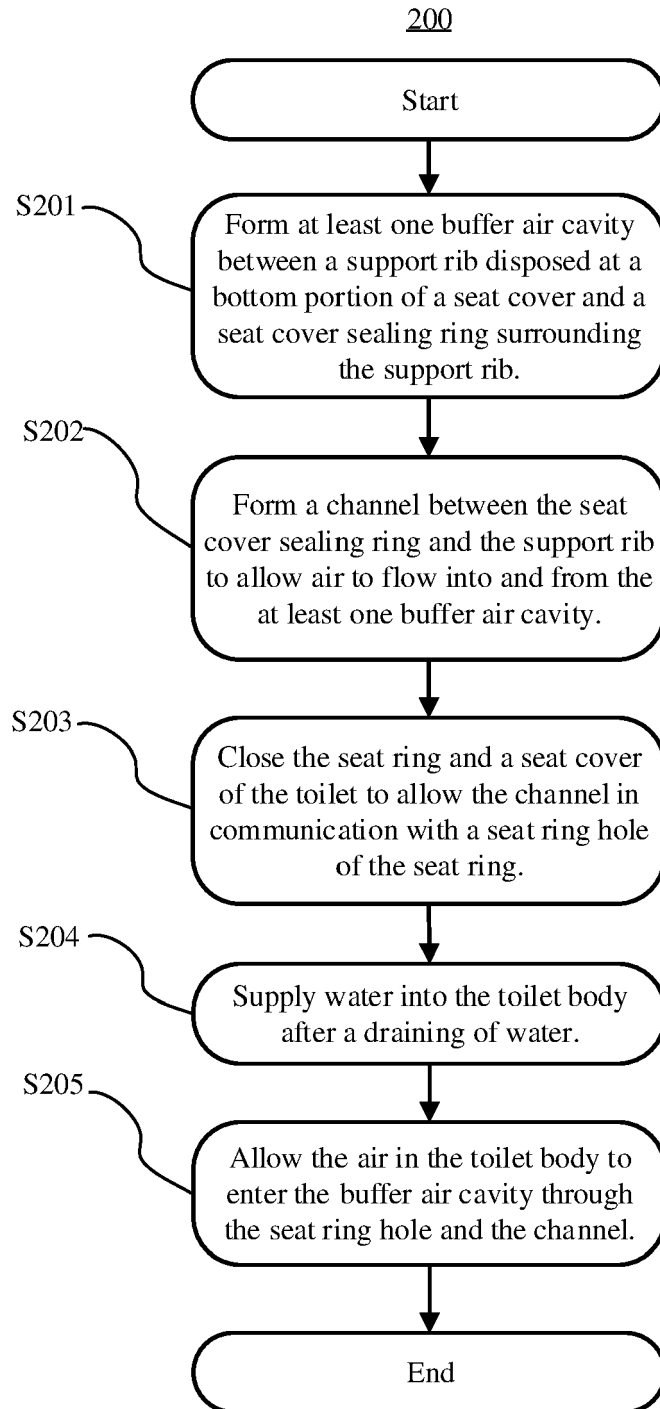 200
Start
S201
Form at least one buffer air cavity
between a support rib disposed at a
bottom portion of a seat cover and a
seat cover sealing ring surrounding
the support rib.
S202
Form a channel between the seat
cover sealing ring and the support rib
to allow air to flow into and from the
at least one buffer air cavity.
S203
Close the seat ring and a seat cover
of the toilet to allow the channel in
communication with a seat ring hole
of the seat ring.
S204
Supply water into the toilet body
after a draining of water.
S205
Allow the air in the toilet body to
enter the buffer air cavity through
the seat ring hole and the channel.
End